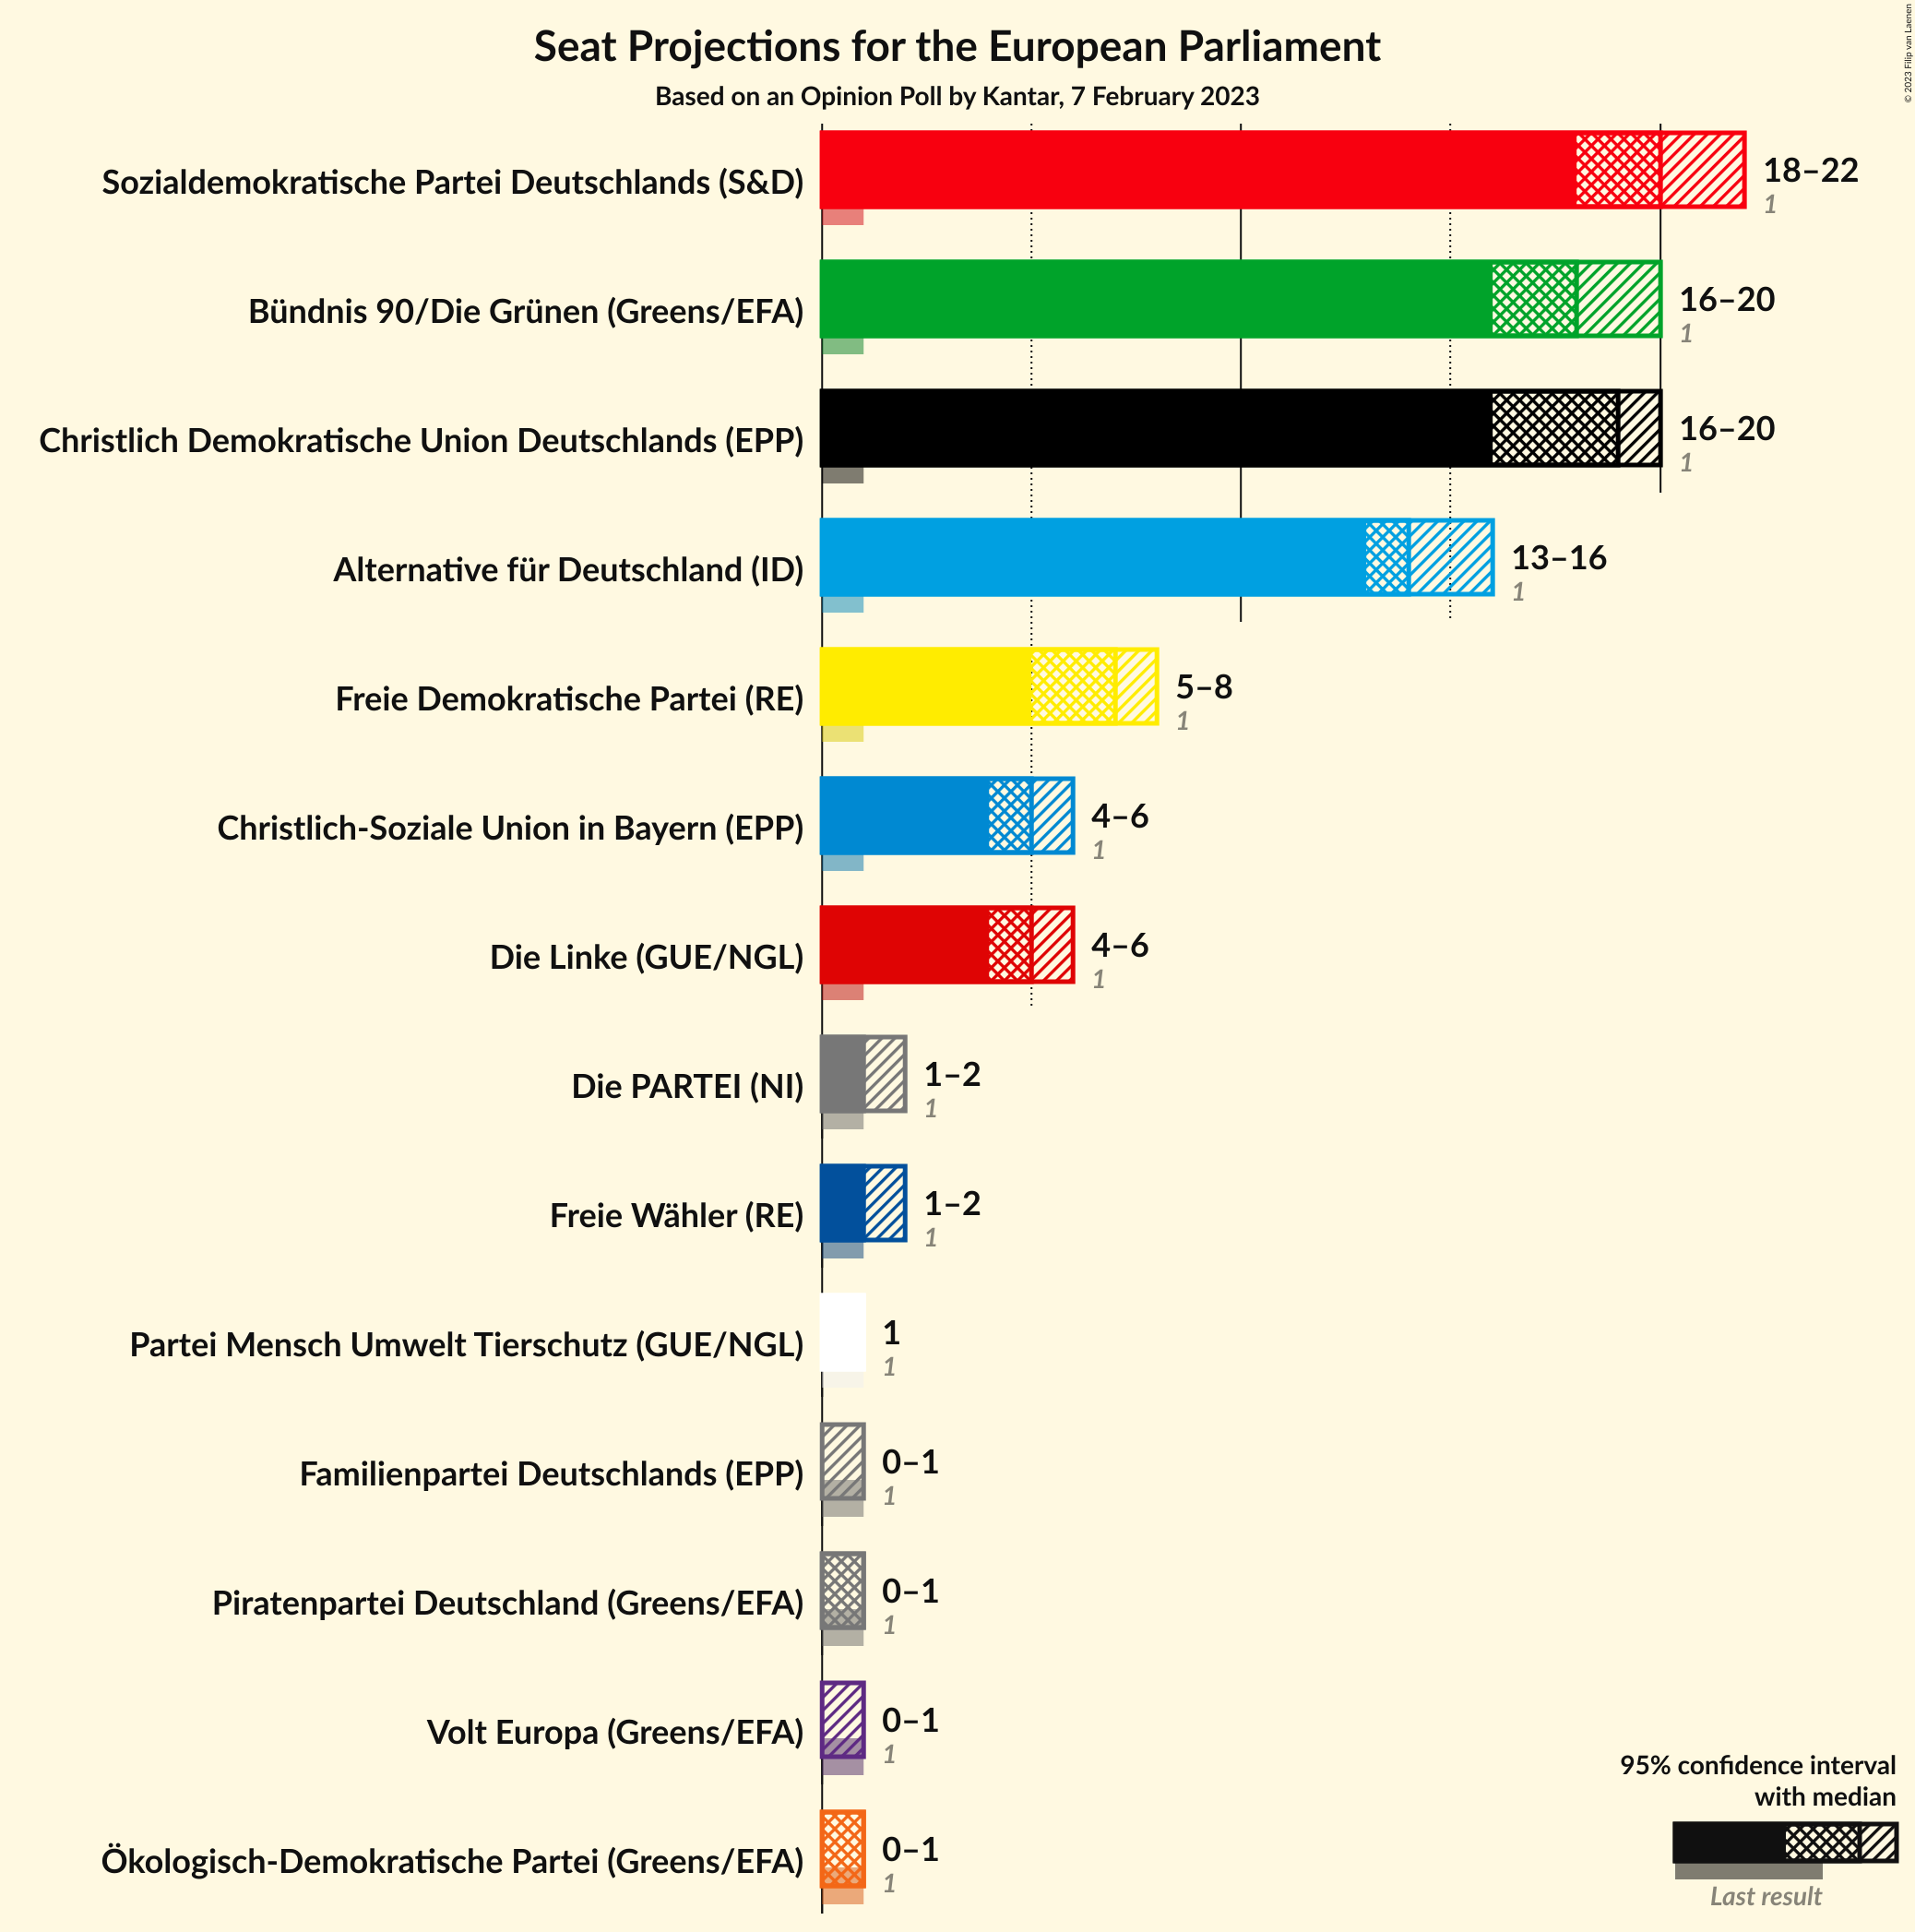 Seat Projections for the European Parliament
Based on an Opinion Poll by Kantar, 7 February 2023
© 2023 Filip van Laenen
Sozialdemokratische Partei Deutschlands (S&D)
18–22
1
Bündnis 90/Die Grünen (Greens/EFA)
16–20
1
Christlich Demokratische Union Deutschlands (EPP)
16–20
1
Alternative für Deutschland (ID)
13–16
1
Freie Demokratische Partei (RE)
5–8
1
Christlich-Soziale Union in Bayern (EPP)
4–6
1
Die Linke (GUE/NGL)
4–6
1
Die PARTEI (NI)
1–2
1
Freie Wähler (RE)
1–2
1
Partei Mensch Umwelt Tierschutz (GUE/NGL)
1
1
Familienpartei Deutschlands (EPP)
0–1
1
Piratenpartei Deutschland (Greens/EFA)
0–1
1
Volt Europa (Greens/EFA)
0–1
1
Ökologisch-Demokratische Partei (Greens/EFA)
0–1
1
95% confidence interval
with median
Last result